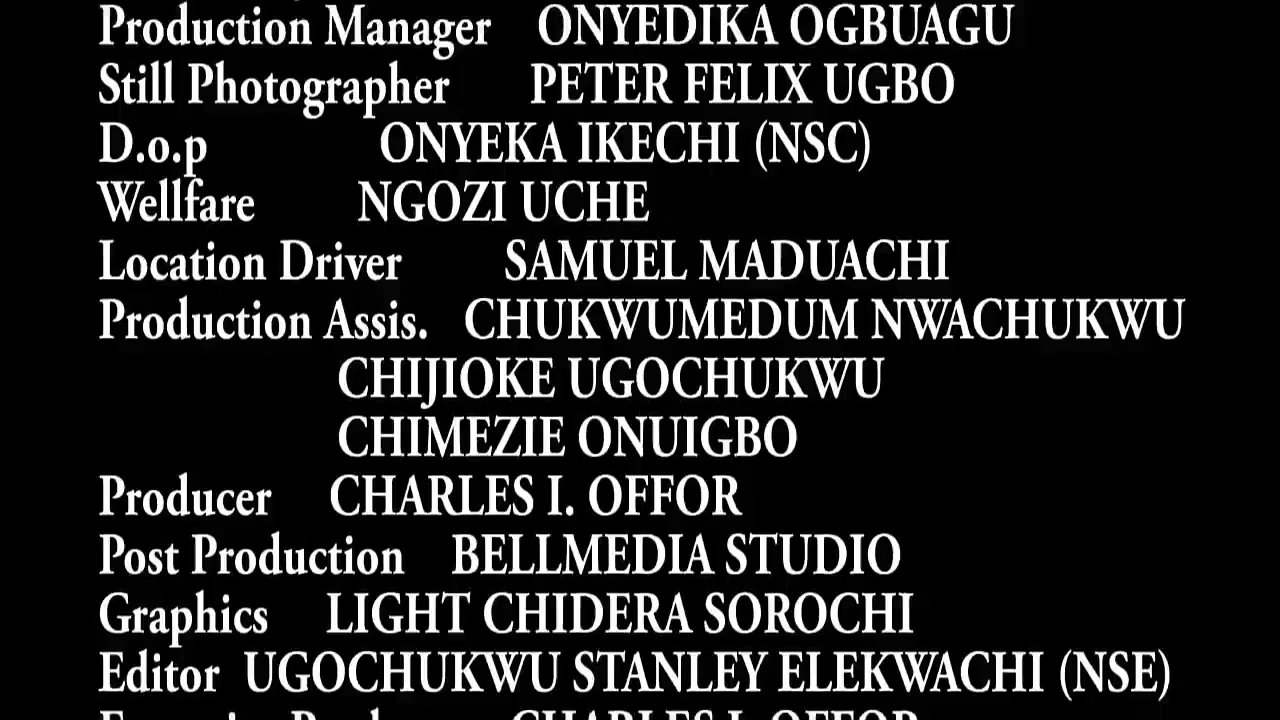 Production Manager ONYEDIKA OGBUAGU
Still Photographer PETER FELIX UGBO
D.o.p ONYEKA IKECHI (NSC)
Wellfare NGOZI UCHE
Location Driver SAMUEL MADUACHI
Production Assis. CHUKWUMEDUM NWACHUKWU
CHIJIOKE UGOCHUKWU
CHIMEZIE ONUIGBO
Producer CHARLES I. OFFOR
Post Production BELLMEDIA STUDIO
Graphics LIGHT CHIDERA SOROCHI
Editor UGOCHUKWU STANLEY ELEKWACHI (NSE)
CHARLES I. OFFOR